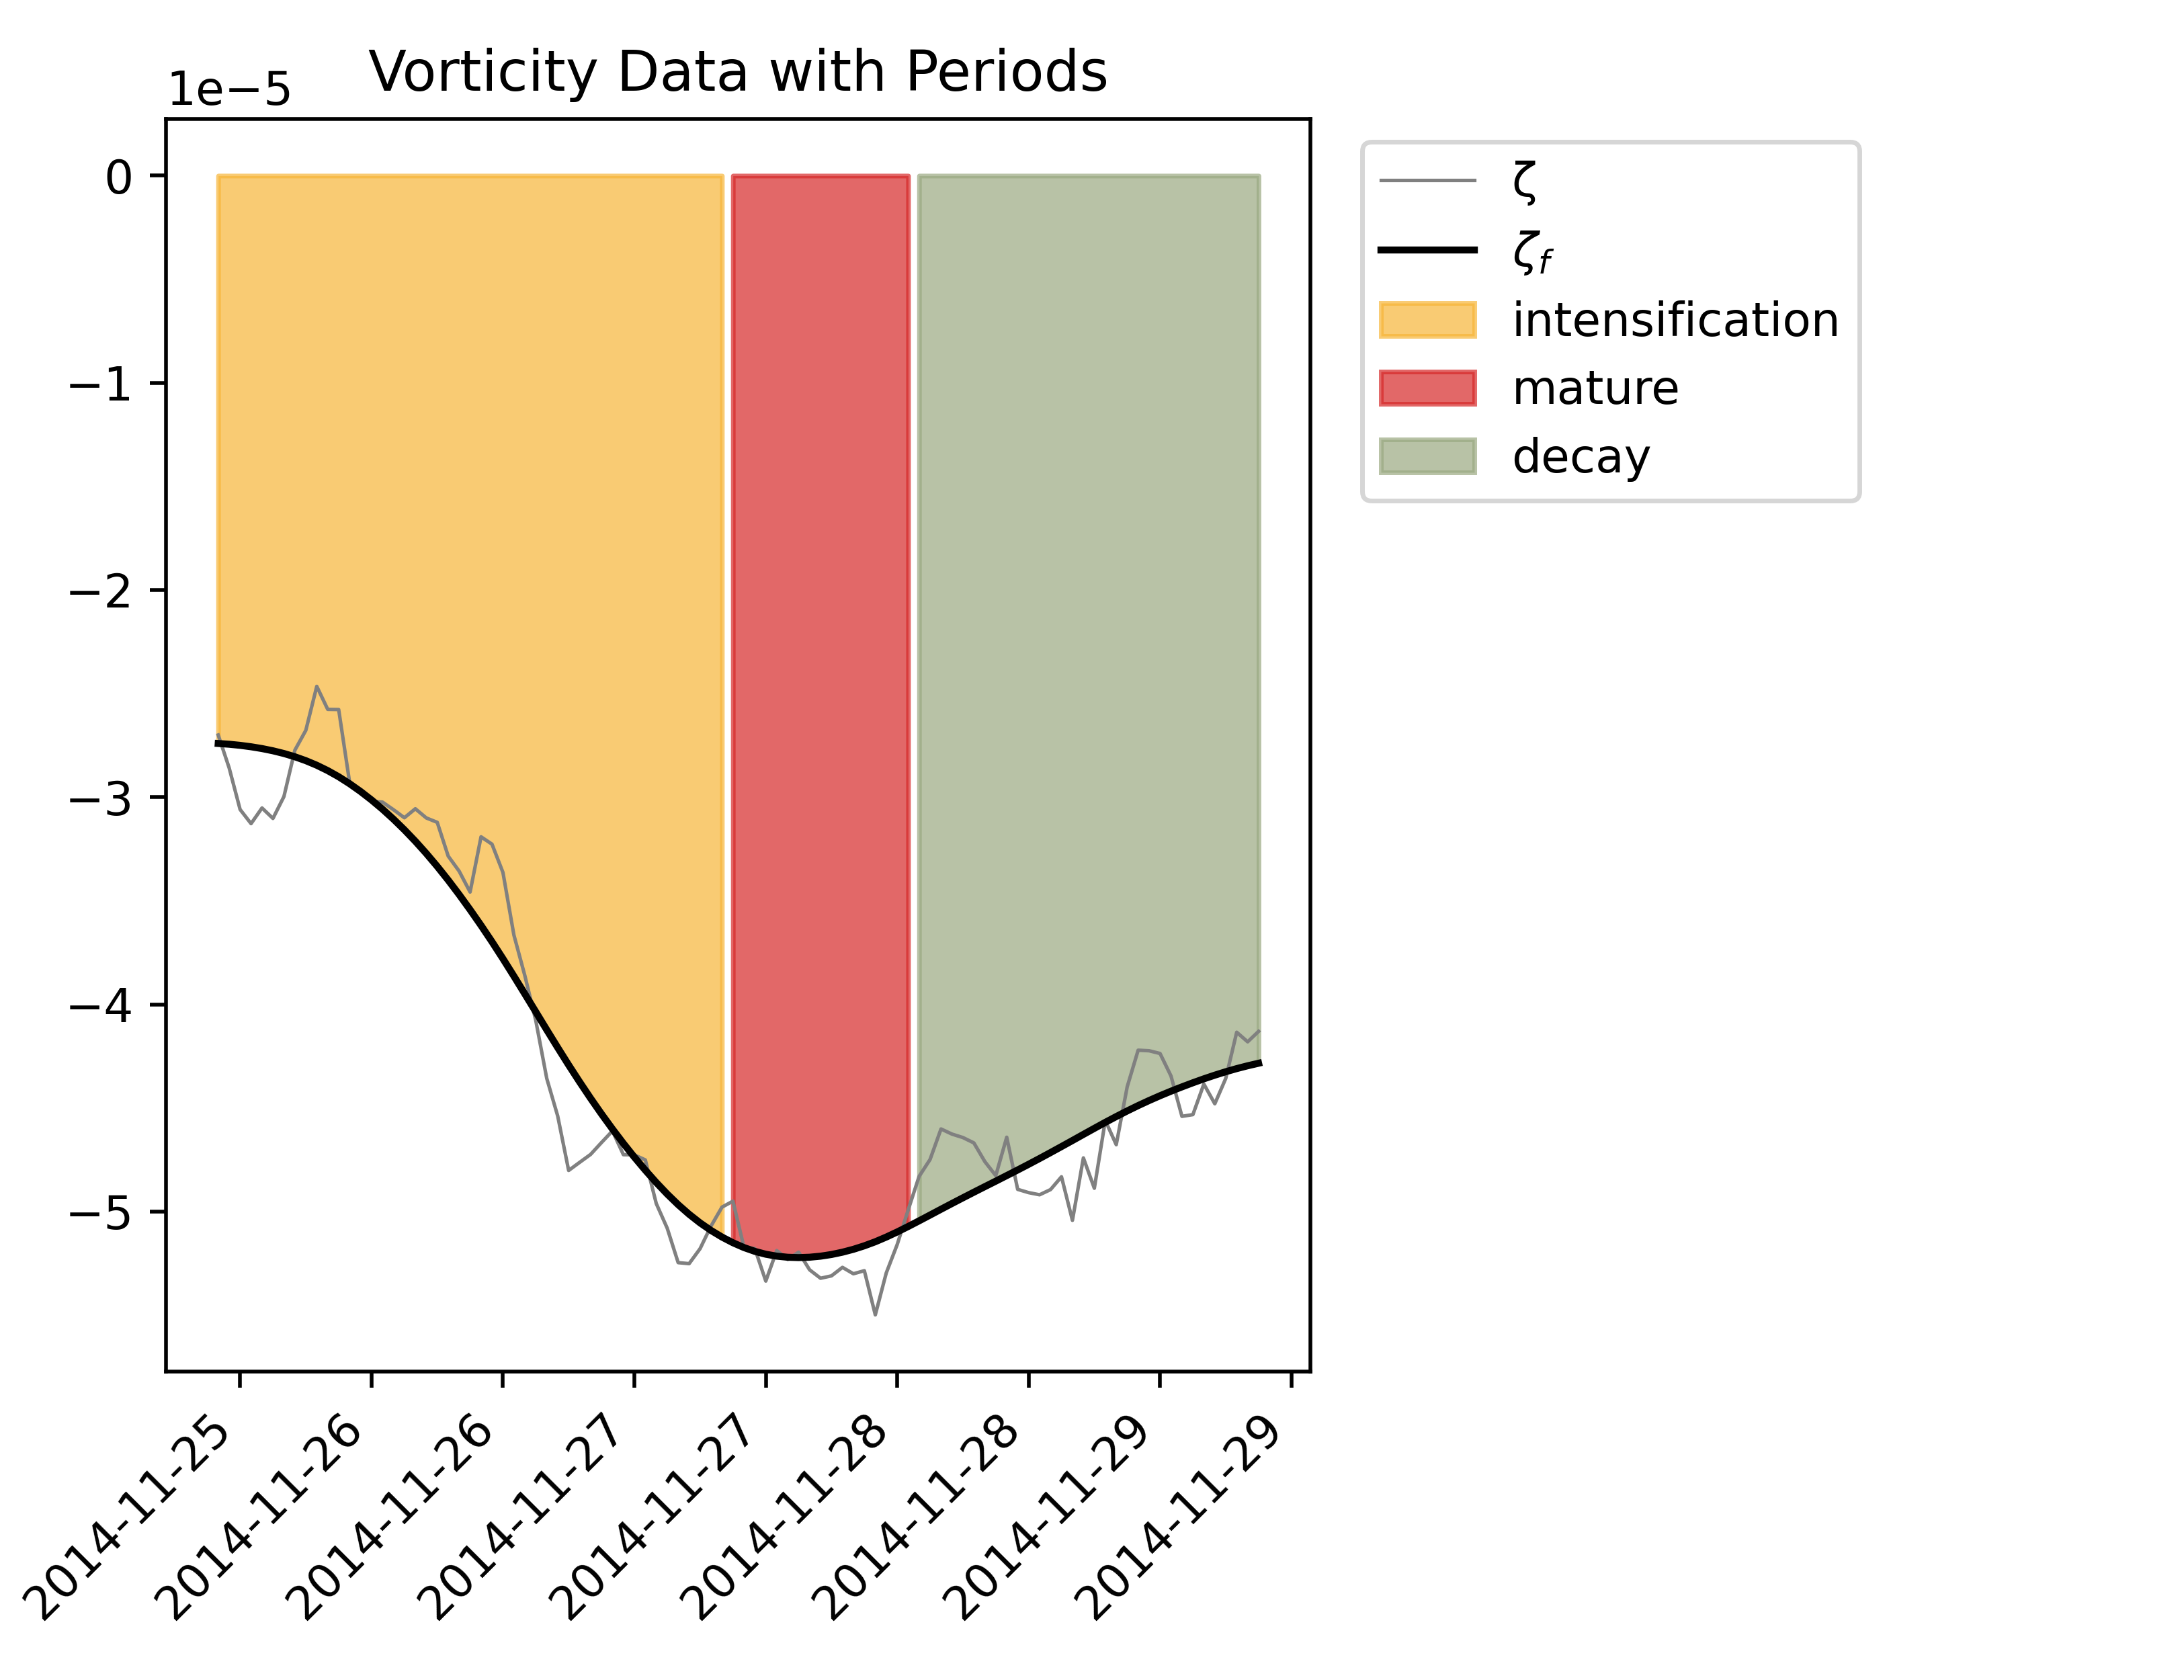 Vorticity Data with Periods
1e−5
0
−1
−2
−3
−4
−5
2014-11-25
2014-11-26
2014-11-26
2014-11-27
2014-11-27
2014-11-28
2014-11-28
2014-11-29
2014-11-29
ζ
ζf
intensification
mature
decay